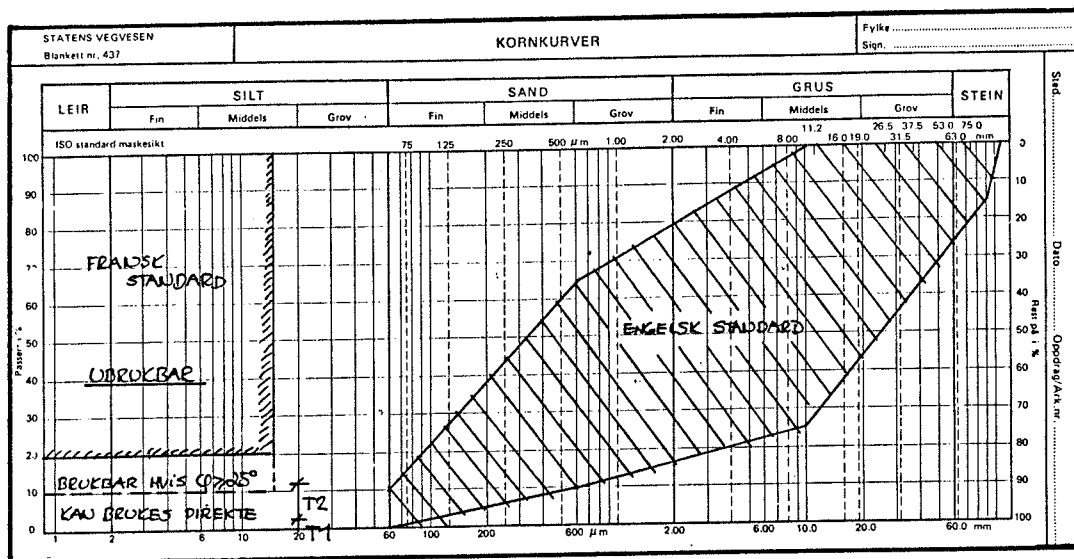 STATENS VEGVESEN
Blankett nr. 437
KORNKURVER
Fylke
Sign.
LEIR
SILT
SAND
GRUS
STEIN
Fin Middels Grov Fin Middels Grov Fin Middels Grov
ISO standard maskesikt
75 125 250 500 µm 1.00 2.00 4.00 8.00 11.2 16.0 19.0 26.5 31.5 37.5 53.0 63.0 75.0 mm
100 0
90 10
80 20
70 30
60 40
50 50
40 60
30 70
20 80
10 90
0 100
Passer i %
Rest på i %
FRANSK
STANDARD
UBRUKBAR
ENGELSK STANDARD
BRUKBAR HVIS
KAN BRUKES DIREKTE
T2
T1
1 2 6 10 20 60 100 200 600 µm 2.00 6.00 10.0 20.0 60.0 mm
Sted
Dato
Oppdrag/Ark.nr.